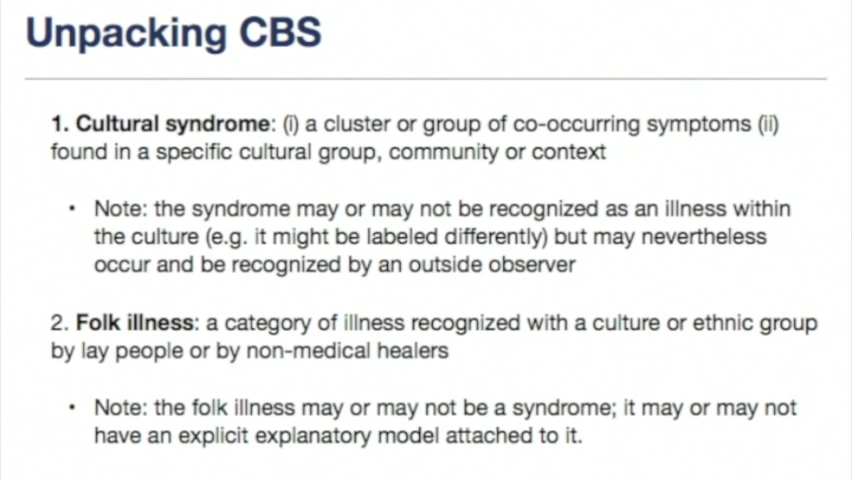 Unpacking CBS
1. Cultural syndrome: (i) a cluster or group of co-occurring symptoms (ii)
found in a specific cultural group, community or context
• Note: the syndrome may or may not be recognized as an illness within
the culture (e.g. it might be labeled differently) but may nevertheless
occur and be recognized by an outside observer
2. Folk illness: a category of illness recognized with a culture or ethnic group
by lay people or by non-medical healers
• Note: the folk illness may or may not be a syndrome; it may or may not
have an explicit explanatory model attached to it.